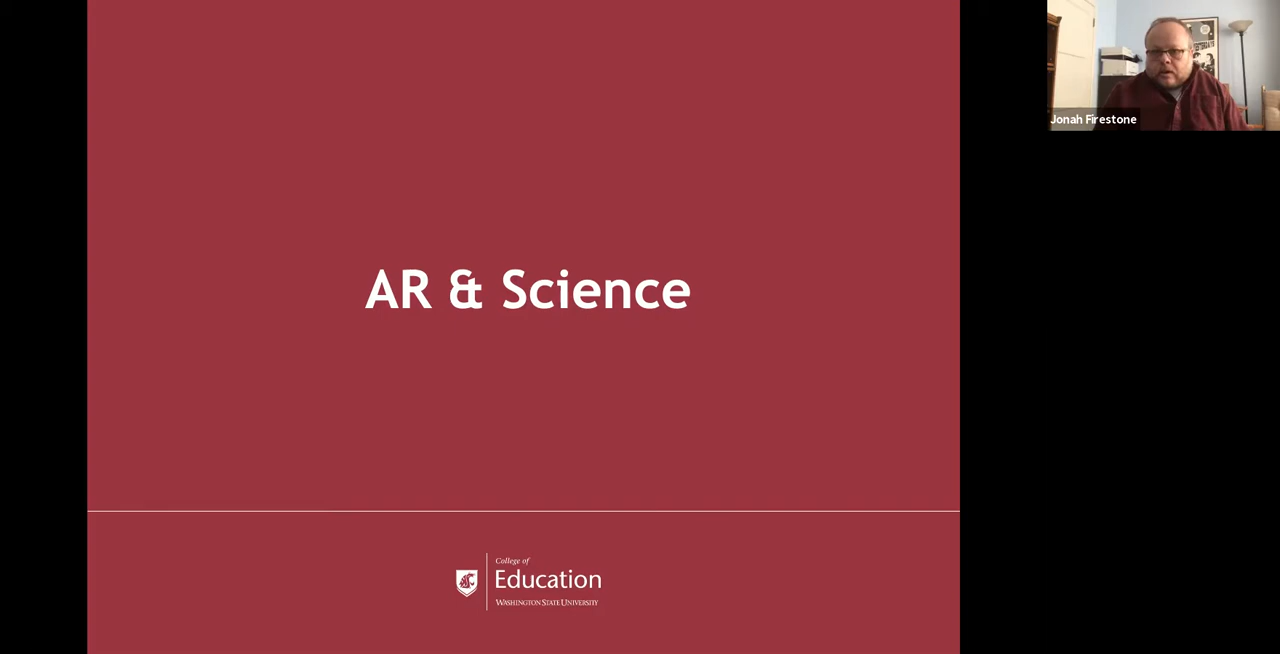 AR & Science
College of
Education
WASHINGTON STATE UNIVERSITY
Jonah Firestone